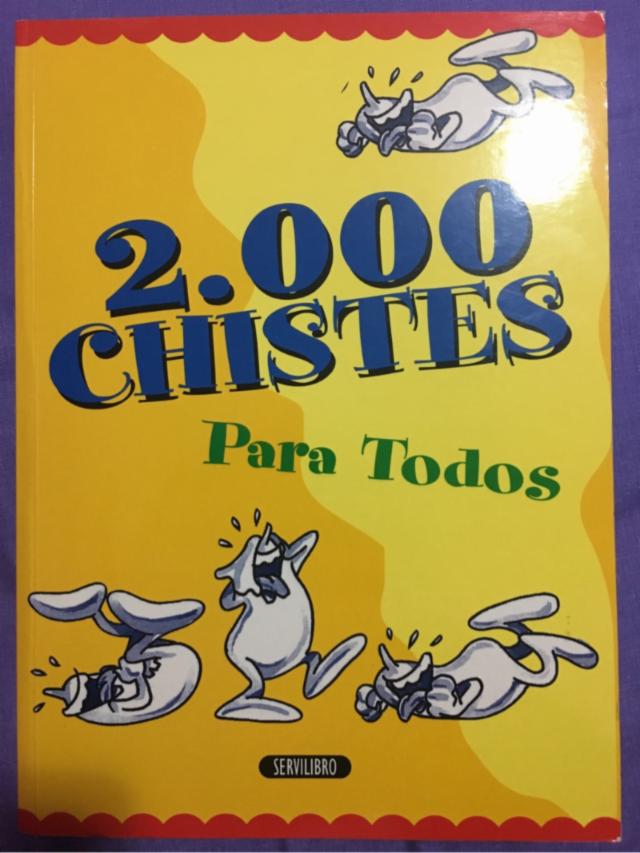 2.000
CHISTES
Para Todos
SERVILIBRO